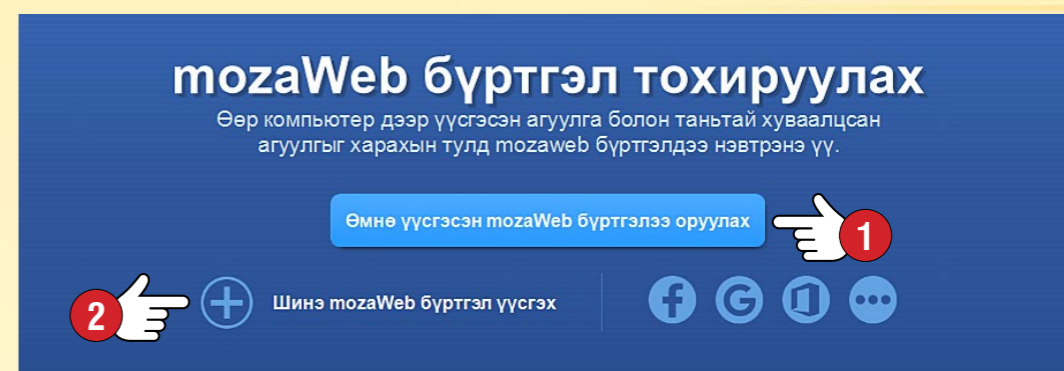 mozaWeb бүртгэл тохируулах
Өөр компьютер дээр үүсгэсэн агуулга болон таньтай хуваалцсан
агуулгыг харахын тулд mozaweb бүртгэлдээ нэвтрэнэ үү.
Өмнө үүсгэсэн mozaWeb бүртгэлээ оруулах
1
2
Шинэ mozaWeb бүртгэл үүсгэх